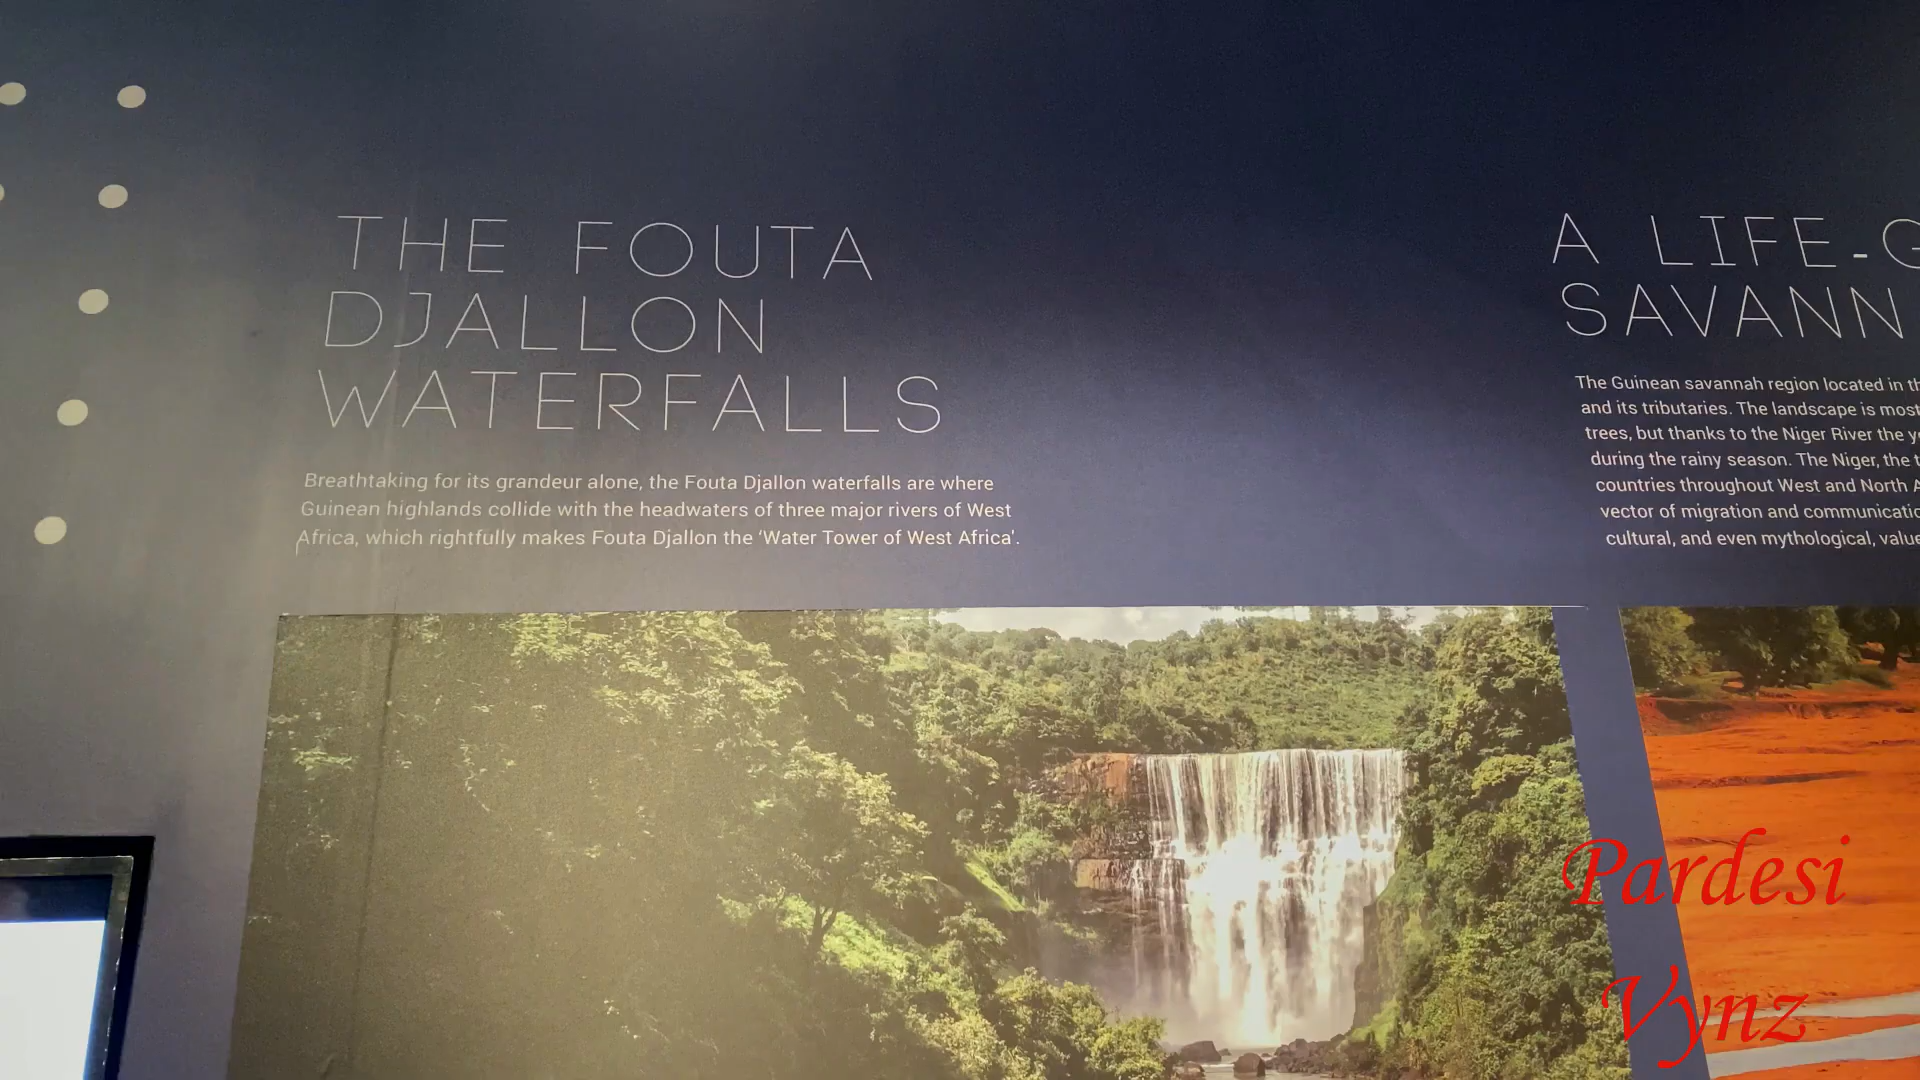 THE FOUTA
DJALLON
WATERFALLS
Breathtaking for its grandeur alone, the Fouta Djallon waterfalls are where
Guinean highlands collide with the headwaters of three major rivers of West
Africa, which rightfully makes Fouta Djallon the ‘Water Tower of West Africa’.
A LIFE-G
SAVANN
The Guinean savannah region located in th
and its tributaries. The landscape is most
trees, but thanks to the Niger River the y
during the rainy season. The Niger, the t
countries throughout West and North A
vector of migration and communicatio
cultural, and even mythological, value
Pardesi
Vynz